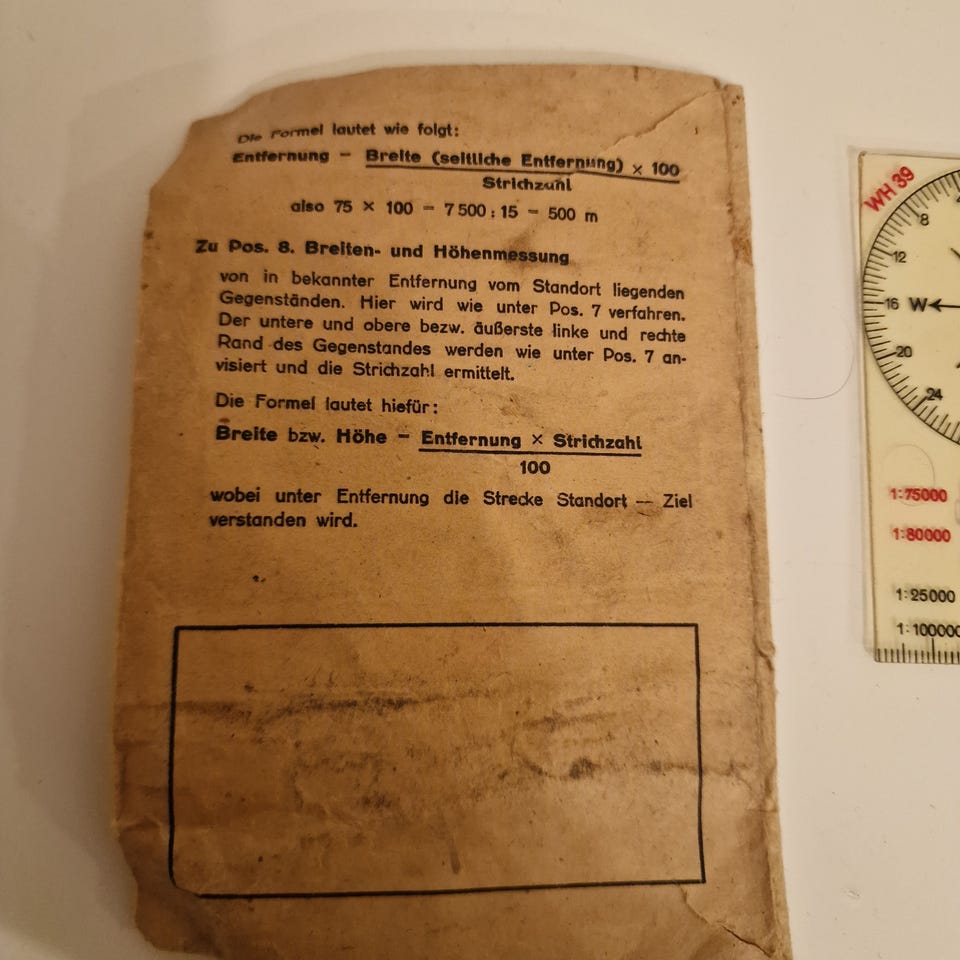 Die Formel lautet wie folgt:
Entfernung = Breite (seitliche Entfernung) × 100
Strichzahl
also 75 × 100 = 7 500 : 15 = 500 m
Zu Pos. 8. Breiten- und Höhenmessung
von in bekannter Entfernung vom Standort liegenden
Gegenständen. Hier wird wie unter Pos. 7 verfahren.
Der untere und obere bezw. äußerste linke und rechte
Rand des Gegenstandes werden wie unter Pos. 7 an-
visiert und die Strichzahl ermittelt.
Die Formel lautet hiefür:
Breite bzw. Höhe = Entfernung × Strichzahl
100
wobei unter Entfernung die Strecke Standort — Ziel
verstanden wird.
WH 39
8
12
16 W
20
24
1:75000
1:80000
1:25000
1:100000